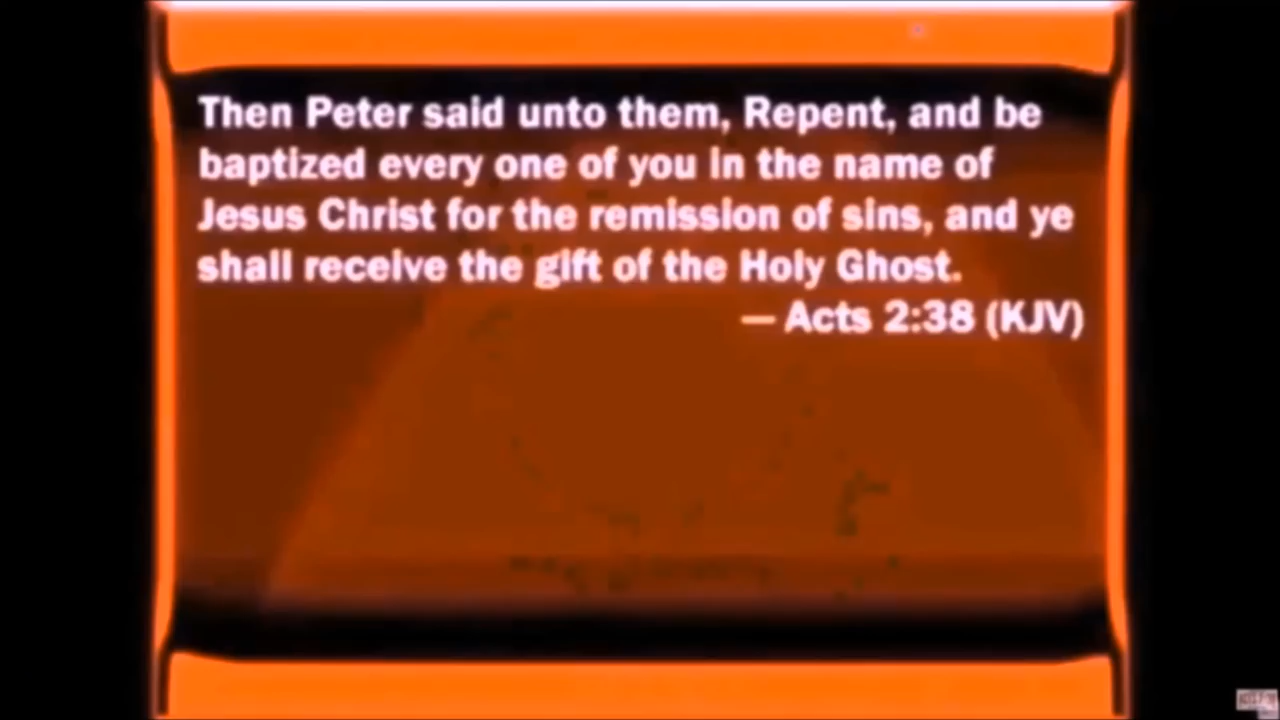 Then Peter said unto them, Repent, and be
baptized every one of you in the name of
Jesus Christ for the remission of sins, and ye
shall receive the gift of the Holy Ghost.
— Acts 2:38 (KJV)